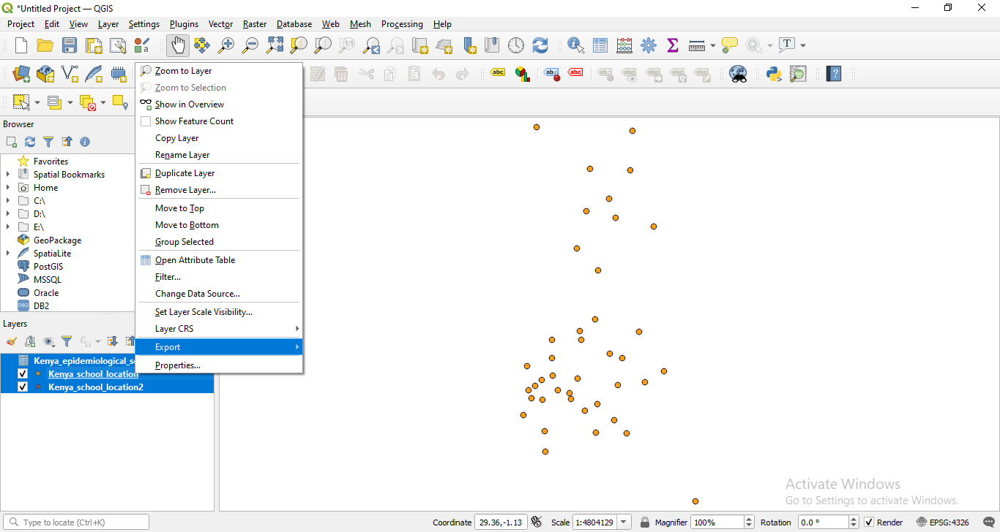 *Untitled Project — QGIS
Project Edit View Layer Settings Plugins Vector Raster Database Web Mesh Processing Help
Zoom to Layer
Zoom to Selection
Show in Overview
Show Feature Count
Copy Layer
Rename Layer
Duplicate Layer
Remove Layer...
Move to Top
Move to Bottom
Group Selected
Open Attribute Table
Filter...
Change Data Source...
Set Layer Scale Visibility...
Layer CRS
Export
Properties...
Browser
Favorites
Spatial Bookmarks
Home
C:\
D:\
E:\
GeoPackage
SpatiaLite
PostGIS
MSSQL
Oracle
DB2
Layers
Kenya_epidemiological_s
Kenya_school_location
Kenya_school_location2
Activate Windows
Go to Settings to activate Windows.
Type to locate (Ctrl+K)
Coordinate 29.36,-1.13 Scale 1:4804129 Magnifier 100% Rotation 0.0 ° Render EPSG:4326